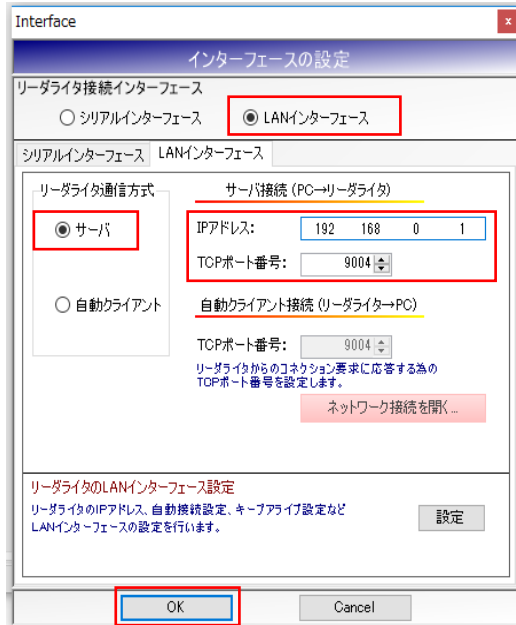 Interface
x
インターフェースの設定
リーダライタ接続インターフェース
シリアルインターフェース LANインターフェース
シリアルインターフェース LANインターフェース
リーダライタ通信方式
サーバ
自動クライアント
サーバ接続 (PC→リーダライタ)
IPアドレス: 192 168 0 1
TCPポート番号: 9004
自動クライアント接続 (リーダライタ→PC)
TCPポート番号: 9004
リーダライタからのコネクション要求に応答する為の
TCPポート番号を設定します。
ネットワーク接続を開く...
リーダライタのLANインターフェース設定
リーダライタのIPアドレス、自動接続設定、キープアライブ設定など
LANインターフェースの設定を行います。
設定
OK Cancel